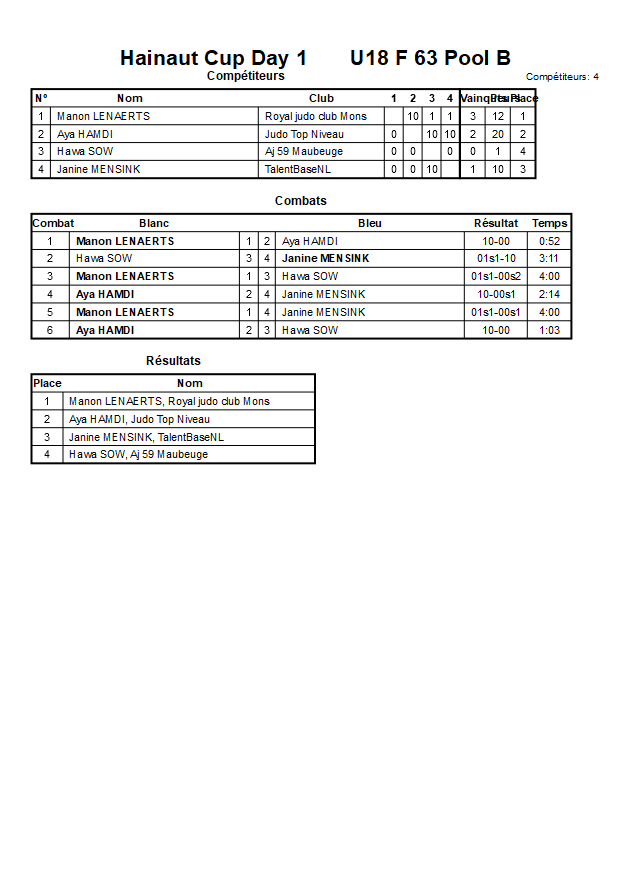 Hainaut Cup Day 1 U18 F 63 Pool B
Compétiteurs Compétiteurs: 4
N° Nom Club 1 2 3 4 Vainqueurs Pts Place
1 Manon LENAERTS Royal judo club Mons 10 1 1 3 12 1
2 Aya HAMDI Judo Top Niveau 0 10 10 2 20 2
3 Hawa SOW Aj 59 Maubeuge 0 0 0 0 1 4
4 Janine MENSINK TalentBaseNL 0 0 10 1 10 3
Combats
Combat Blanc Bleu Résultat Temps
1 Manon LENAERTS 1 2 Aya HAMDI 10-00 0:52
2 Hawa SOW 3 4 Janine MENSINK 01s1-10 3:11
3 Manon LENAERTS 1 3 Hawa SOW 01s1-00s2 4:00
4 Aya HAMDI 2 4 Janine MENSINK 10-00s1 2:14
5 Manon LENAERTS 1 4 Janine MENSINK 01s1-00s1 4:00
6 Aya HAMDI 2 3 Hawa SOW 10-00 1:03
Résultats
Place Nom
1 Manon LENAERTS, Royal judo club Mons
2 Aya HAMDI, Judo Top Niveau
3 Janine MENSINK, TalentBaseNL
4 Hawa SOW, Aj 59 Maubeuge